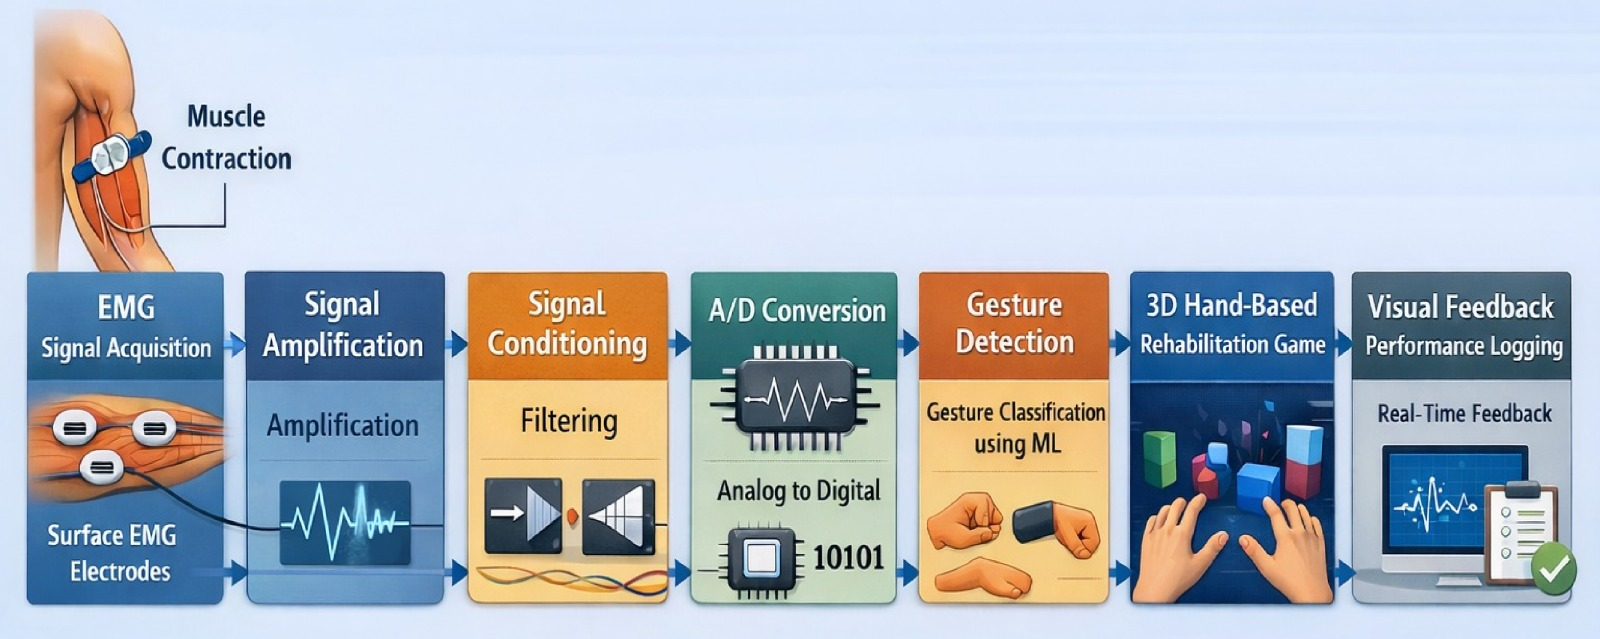 Muscle
Contraction
EMG
Signal Acquisition
Surface EMG
Electrodes
Signal
Amplification
Amplification
Signal
Conditioning
Filtering
A/D Conversion
Analog to Digital
10101
Gesture
Detection
Gesture Classification
using ML
3D Hand-Based
Rehabilitation Game
Visual Feedback
Performance Logging
Real-Time Feedback